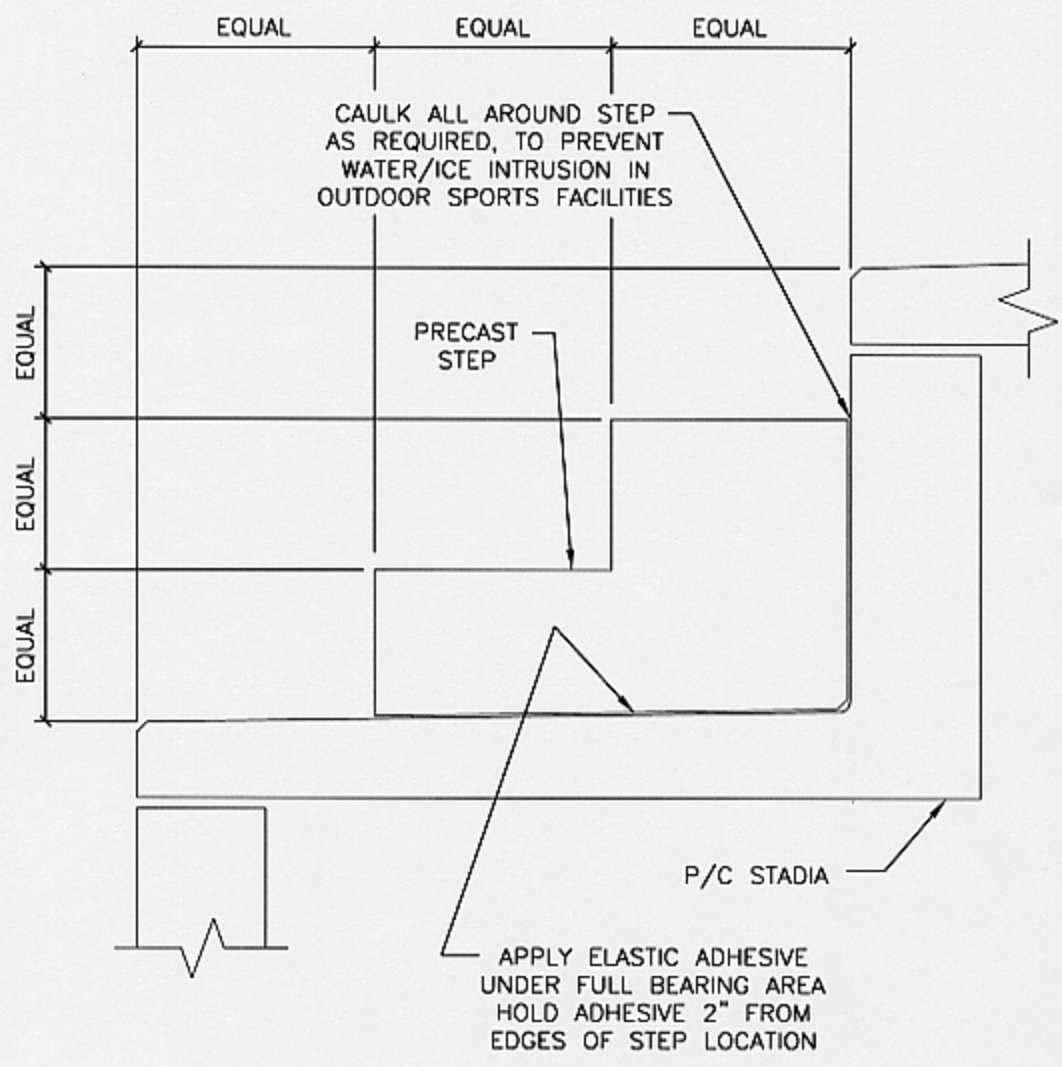 EQUAL
EQUAL
EQUAL
CAULK ALL AROUND STEP
AS REQUIRED, TO PREVENT
WATER/ICE INTRUSION IN
OUTDOOR SPORTS FACILITIES
EQUAL
PRECAST
STEP
EQUAL
EQUAL
P/C STADIA
APPLY ELASTIC ADHESIVE
UNDER FULL BEARING AREA
HOLD ADHESIVE 2" FROM
EDGES OF STEP LOCATION